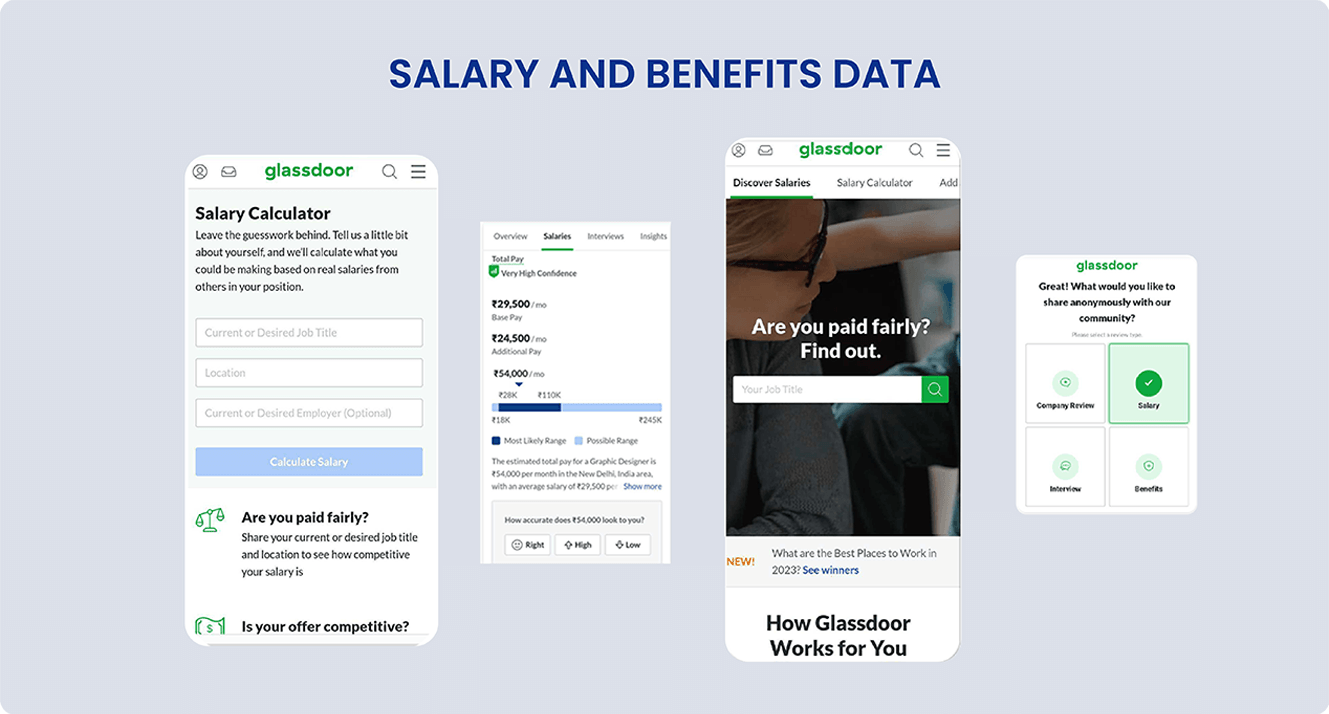 SALARY AND BENEFITS DATA
glassdoor
Salary Calculator
Leave the guesswork behind. Tell us a little bit
about yourself, and we'll calculate what you
could be making based on real salaries from
others in your position.
Current or Desired Job Title
Location
Current or Desired Employer (Optional)
Calculate Salary
Are you paid fairly?
Share your current or desired job title
and location to see how competitive
your salary is
$
Is your offer competitive?
Overview Salaries Interviews Insights
Total Pay
Very High Confidence
₹29,500 / mo
Base Pay
₹24,500 / mo
Additional Pay
₹54,000 / mo
₹28K ₹110K
₹18K ₹245K
Most Likely Range Possible Range
The estimated total pay for a Graphic Designer is
₹54,000 per month in the New Delhi, India area,
with an average salary of ₹29,500 per Show more
How accurate does ₹54,000 look to you?
Right High Low
glassdoor
Discover Salaries Salary Calculator Add
Are you paid fairly?
Find out.
Your Job Title
NEW! What are the Best Places to Work in
2023? See winners
How Glassdoor
Works for You
glassdoor
Great! What would you like to
share anonymously with our
community?
Please select a review type.
Company Review Salary
Interview Benefits